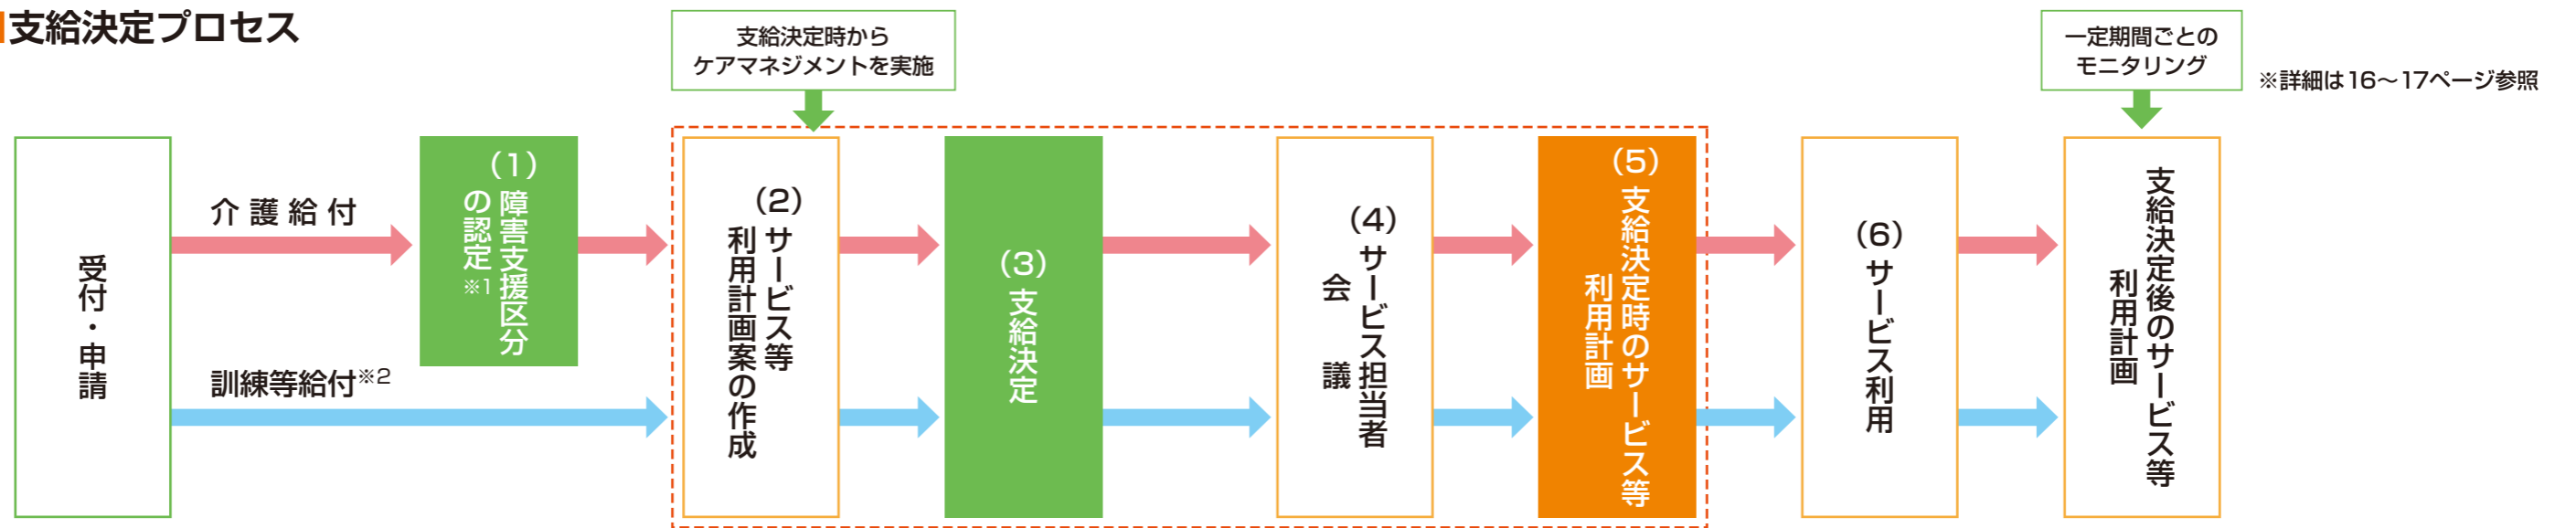 支給決定プロセス
支給決定時から
ケアマネジメントを実施
一定期間ごとの
モニタリング
※詳細は16～17ページ参照
受付・申請
介護給付
訓練等給付※2
(1)障害支援区分
の認定※1
(2)サービス等
利用計画案の作成
(3)支給決定
(4)サービス担当者
会議
(5)支給決定時のサービス等
利用計画
(6)サービス利用
支給決定後のサービス等
利用計画